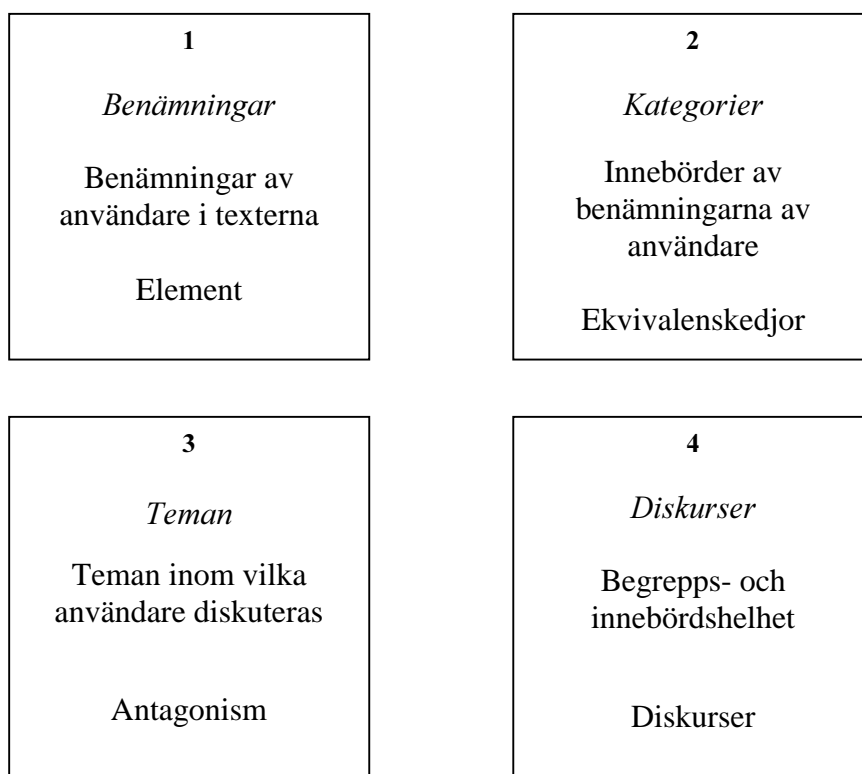 1
Benämningar
Benämningar av
användare i texterna
Element
2
Kategorier
Innebörder av
benämningarna av
användare
Ekvivalenskedjor
3
Teman
Teman inom vilka
användare diskuteras
Antagonism
4
Diskurser
Begrepps- och
innebördshelhet
Diskurser